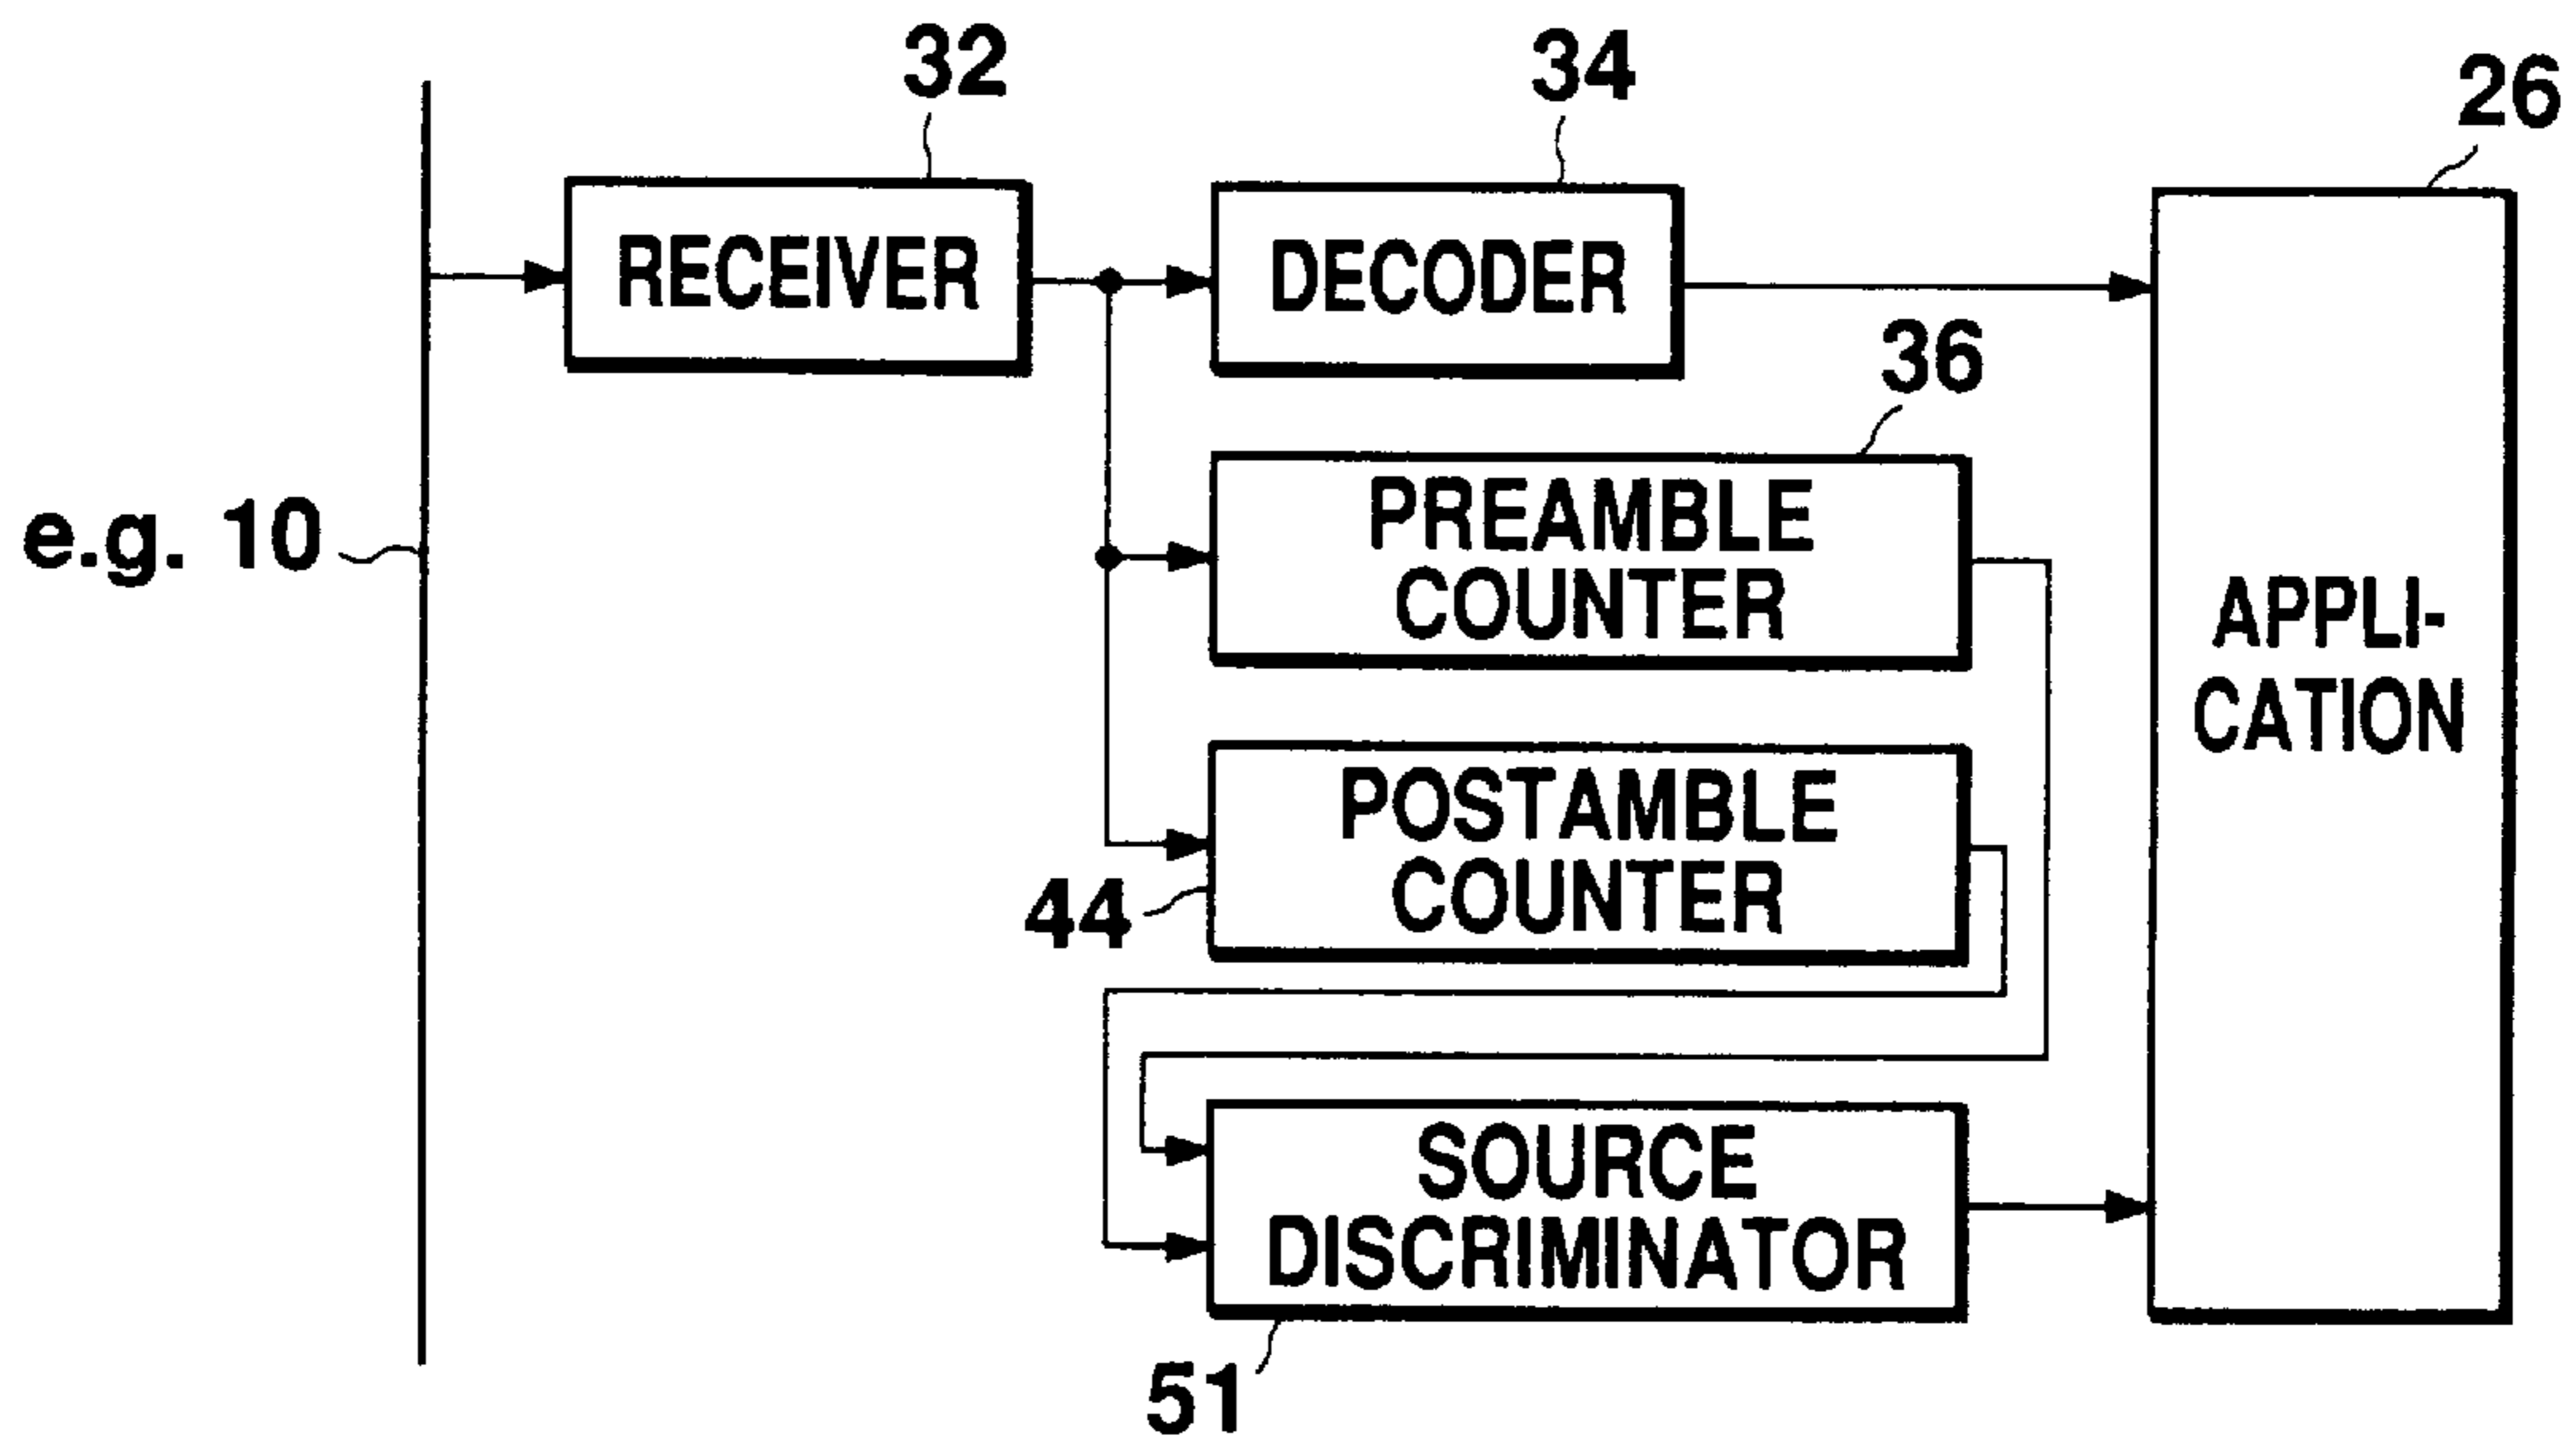 32
34
26
RECEIVER
DECODER
36
PREAMBLE
COUNTER
e.g. 10
APPLI-
CATION
POSTAMBLE
COUNTER
44
SOURCE
DISCRIMINATOR
51